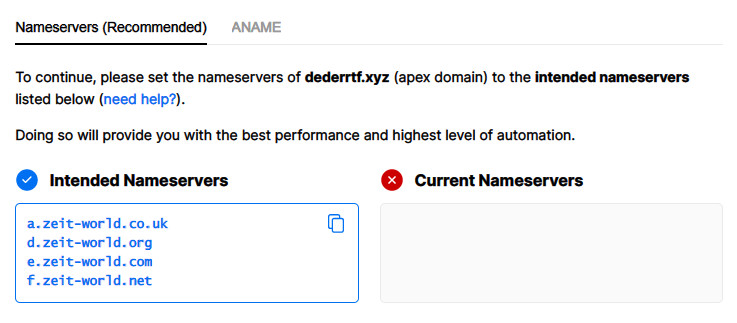 Nameservers (Recommended) ANAME
To continue, please set the nameservers of dederrtf.xyz (apex domain) to the intended nameservers
listed below (need help?).
Doing so will provide you with the best performance and highest level of automation.
Intended Nameservers
a.zeit-world.co.uk
d.zeit-world.org
e.zeit-world.com
f.zeit-world.net
Current Nameservers